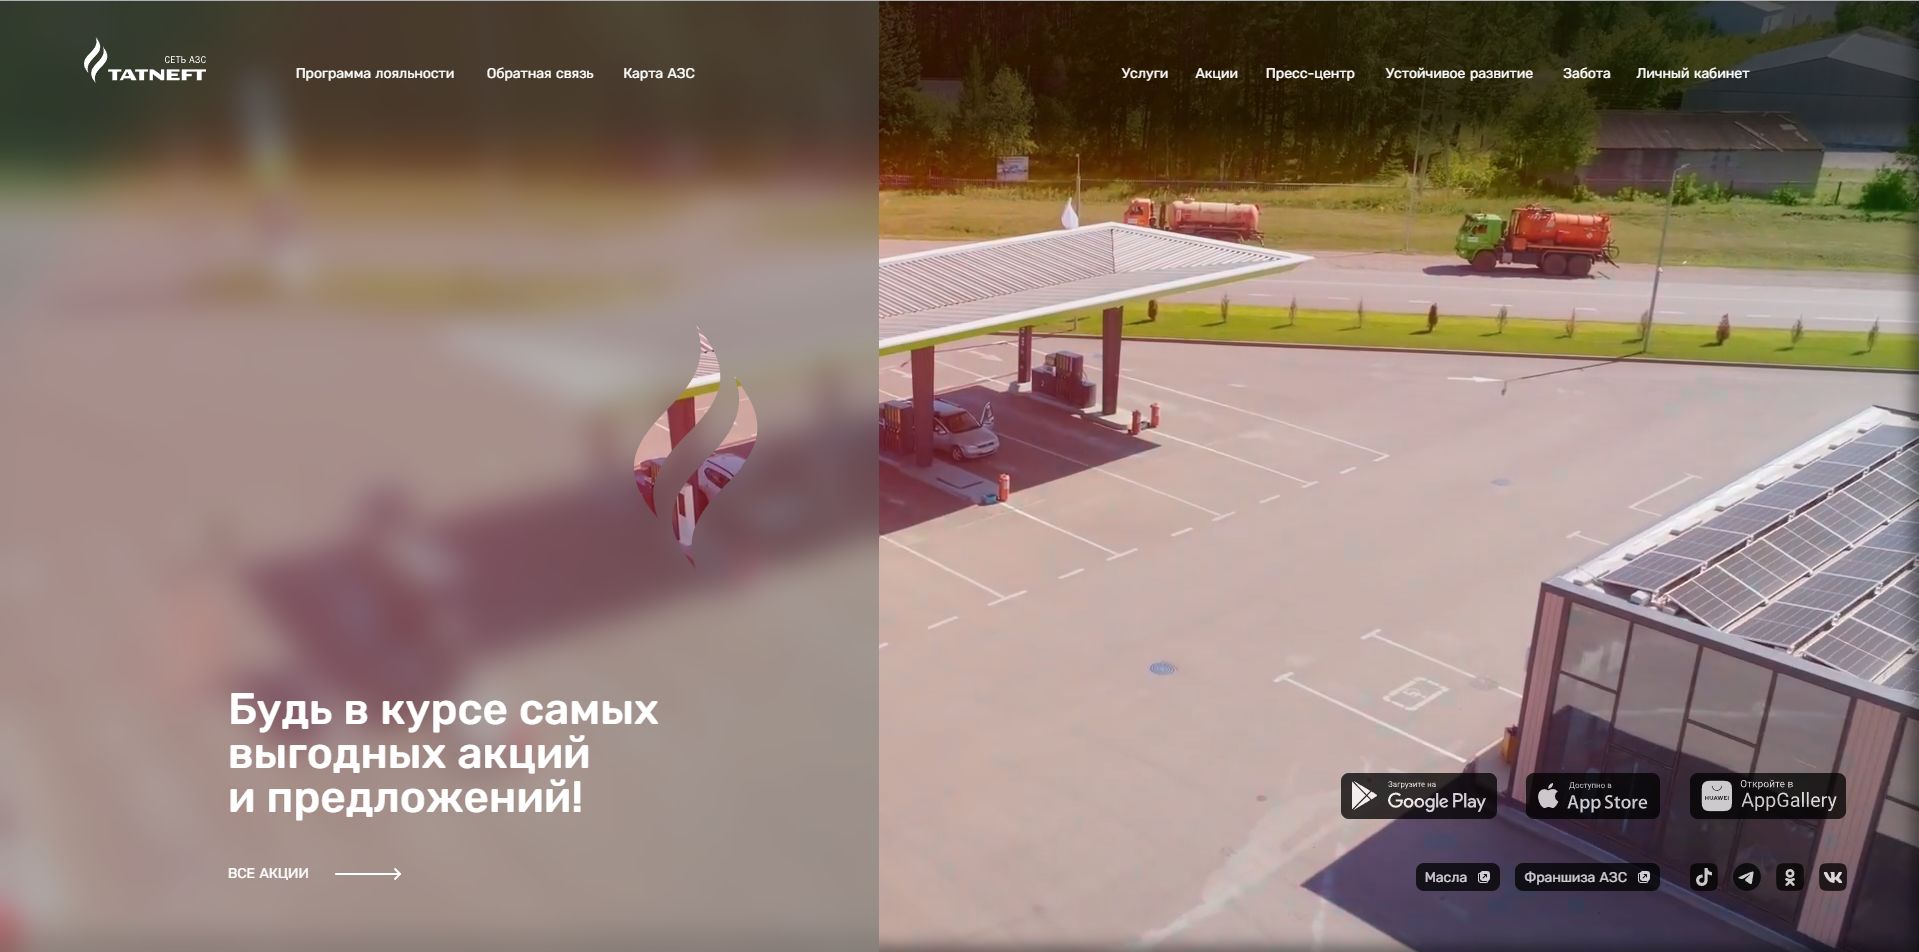 СЕТЬ АЗС
TATNEFT
Программа лояльности
Обратная связь
Карта АЗС
Услуги
Акции
Пресс-центр
Устойчивое развитие
Забота
Личный кабинет
Будь в курсе самых
выгодных акций
и предложений!
ВСЕ АКЦИИ
Загрузите на
Google Play
Доступно в
App Store
HUAWEI
Откройте в
AppGallery
Масла
Франшиза АЗС